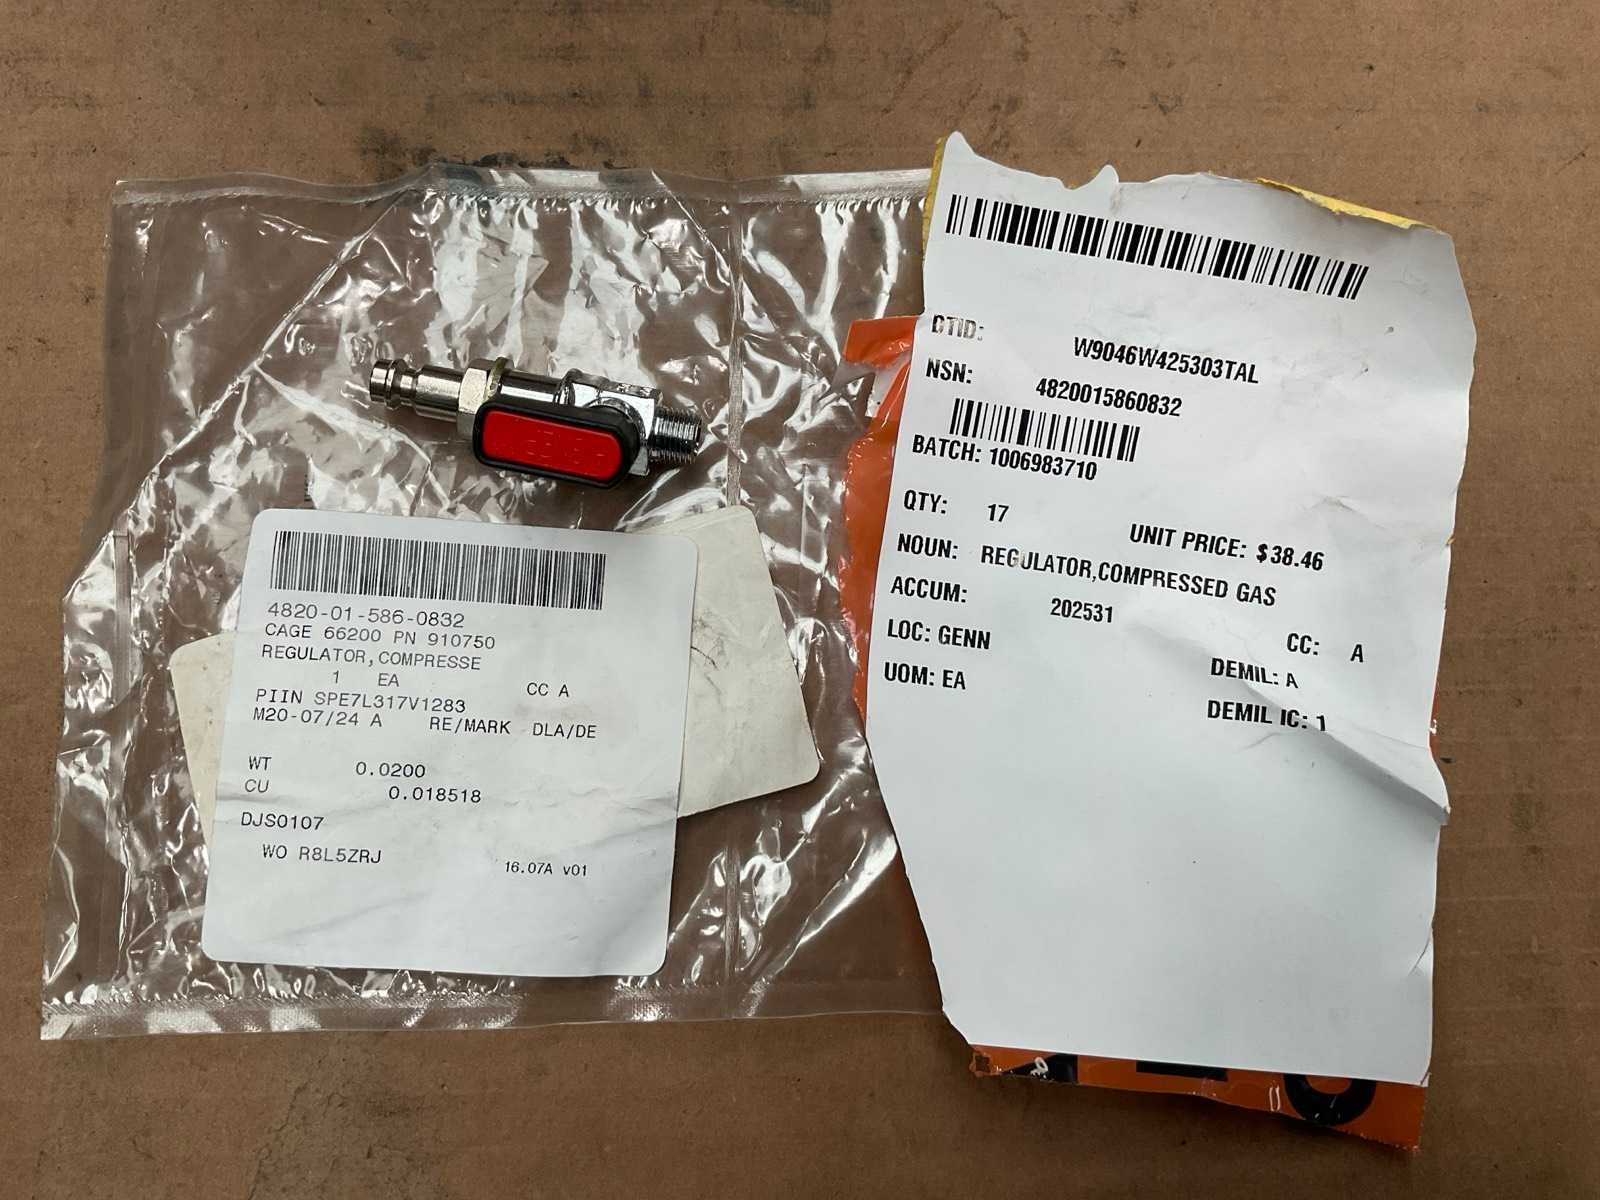 4820-01-586-0832
CAGE 66200 PN 910750
REGULATOR,COMPRESSE
1 EA CC A
PIIN SPE7L317V1283
M20-07/24 A RE/MARK DLA/DE
WT 0.0200
CU 0.018518
DJS0107
WO R8L5ZRJ 16.07A v01
DTID: W9046W425303TAL
NSN: 4820015860832
BATCH: 1006983710
QTY: 17 UNIT PRICE: $38.46
NOUN: REGULATOR,COMPRESSED GAS
ACCUM: 202531 CC: A
LOC: GENN DEMIL: A
UOM: EA DEMIL IC: 1